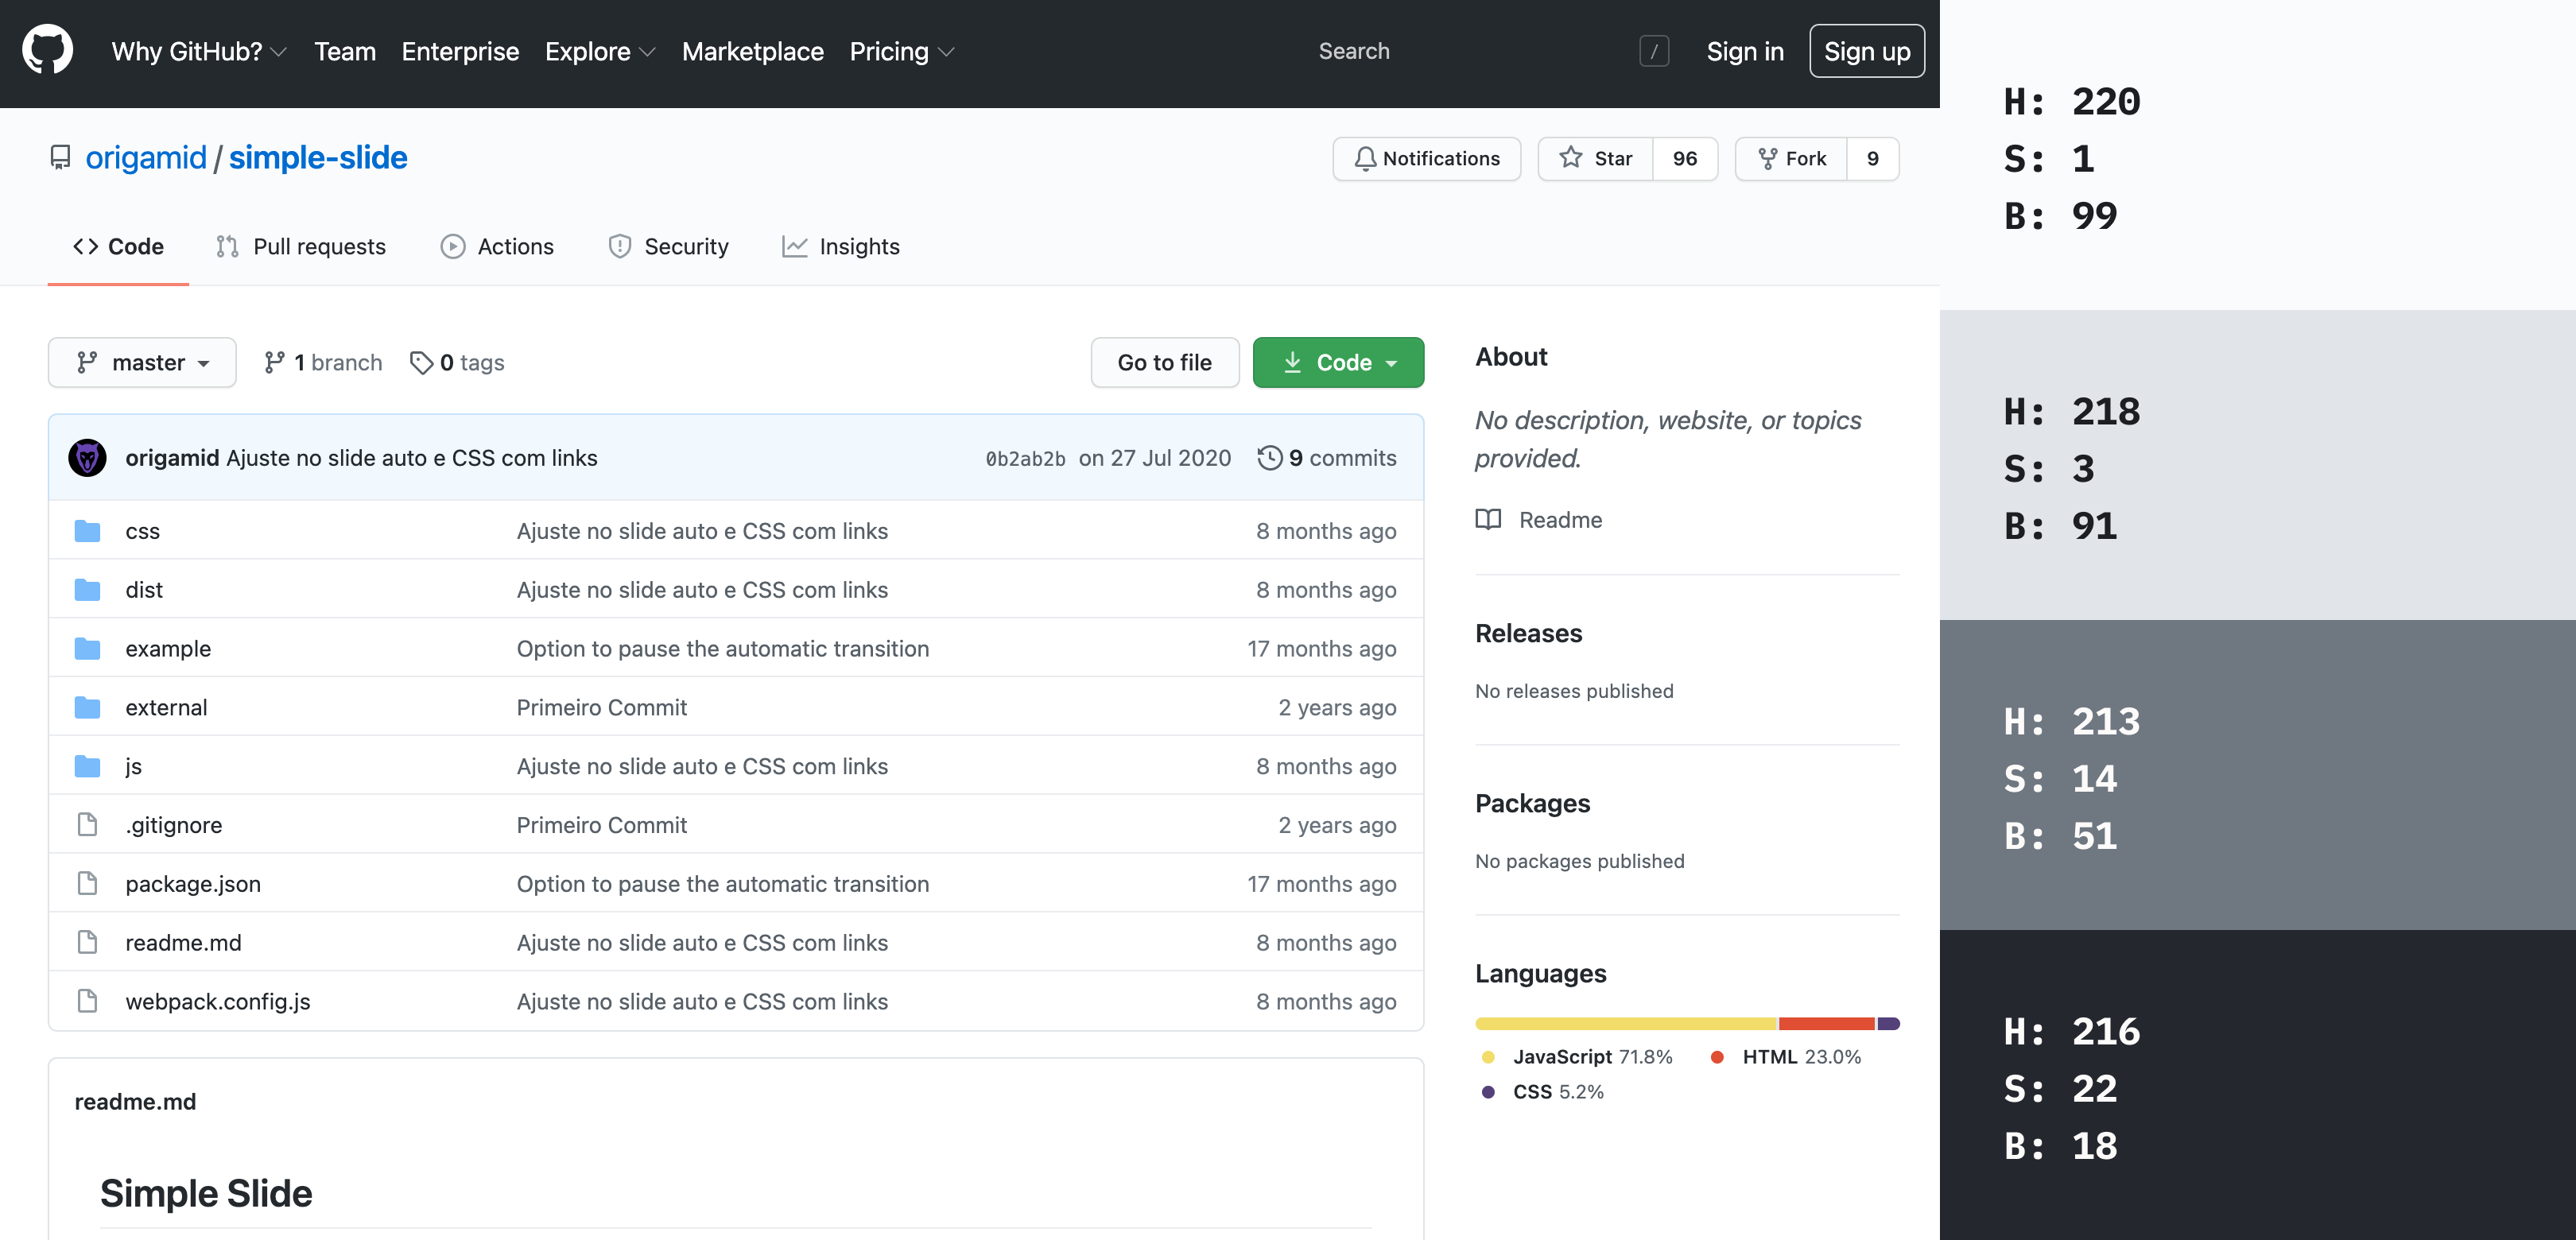 Why GitHub? Team Enterprise Explore Marketplace Pricing Search / Sign in Sign up
origamid / simple-slide Notifications Star 96 Fork 9
Code Pull requests Actions Security Insights
master 1 branch 0 tags Go to file Code
origamid Ajuste no slide auto e CSS com links 0b2ab2b on 27 Jul 2020 9 commits
css Ajuste no slide auto e CSS com links 8 months ago
dist Ajuste no slide auto e CSS com links 8 months ago
example Option to pause the automatic transition 17 months ago
external Primeiro Commit 2 years ago
js Ajuste no slide auto e CSS com links 8 months ago
.gitignore Primeiro Commit 2 years ago
package.json Option to pause the automatic transition 17 months ago
readme.md Ajuste no slide auto e CSS com links 8 months ago
webpack.config.js Ajuste no slide auto e CSS com links 8 months ago
readme.md
Simple Slide
About
No description, website, or topics
provided.
Readme
Releases
No releases published
Packages
No packages published
Languages
JavaScript 71.8% HTML 23.0%
CSS 5.2%
H: 220
S: 1
B: 99
H: 218
S: 3
B: 91
H: 213
S: 14
B: 51
H: 216
S: 22
B: 18